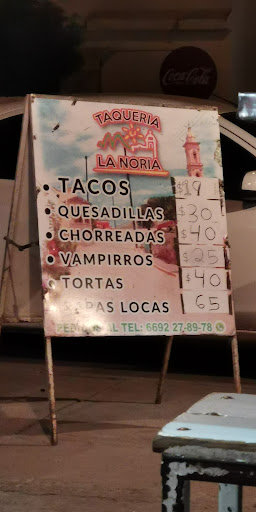 Coca-Cola
TAQUERIA
LA NORIA
• TACOS $19
• QUESADILLAS $30
• CHORREADAS $40
• VAMPIRROS $25
• TORTAS $40
LOCAS 65
AL TEL: 6692 27-89-78